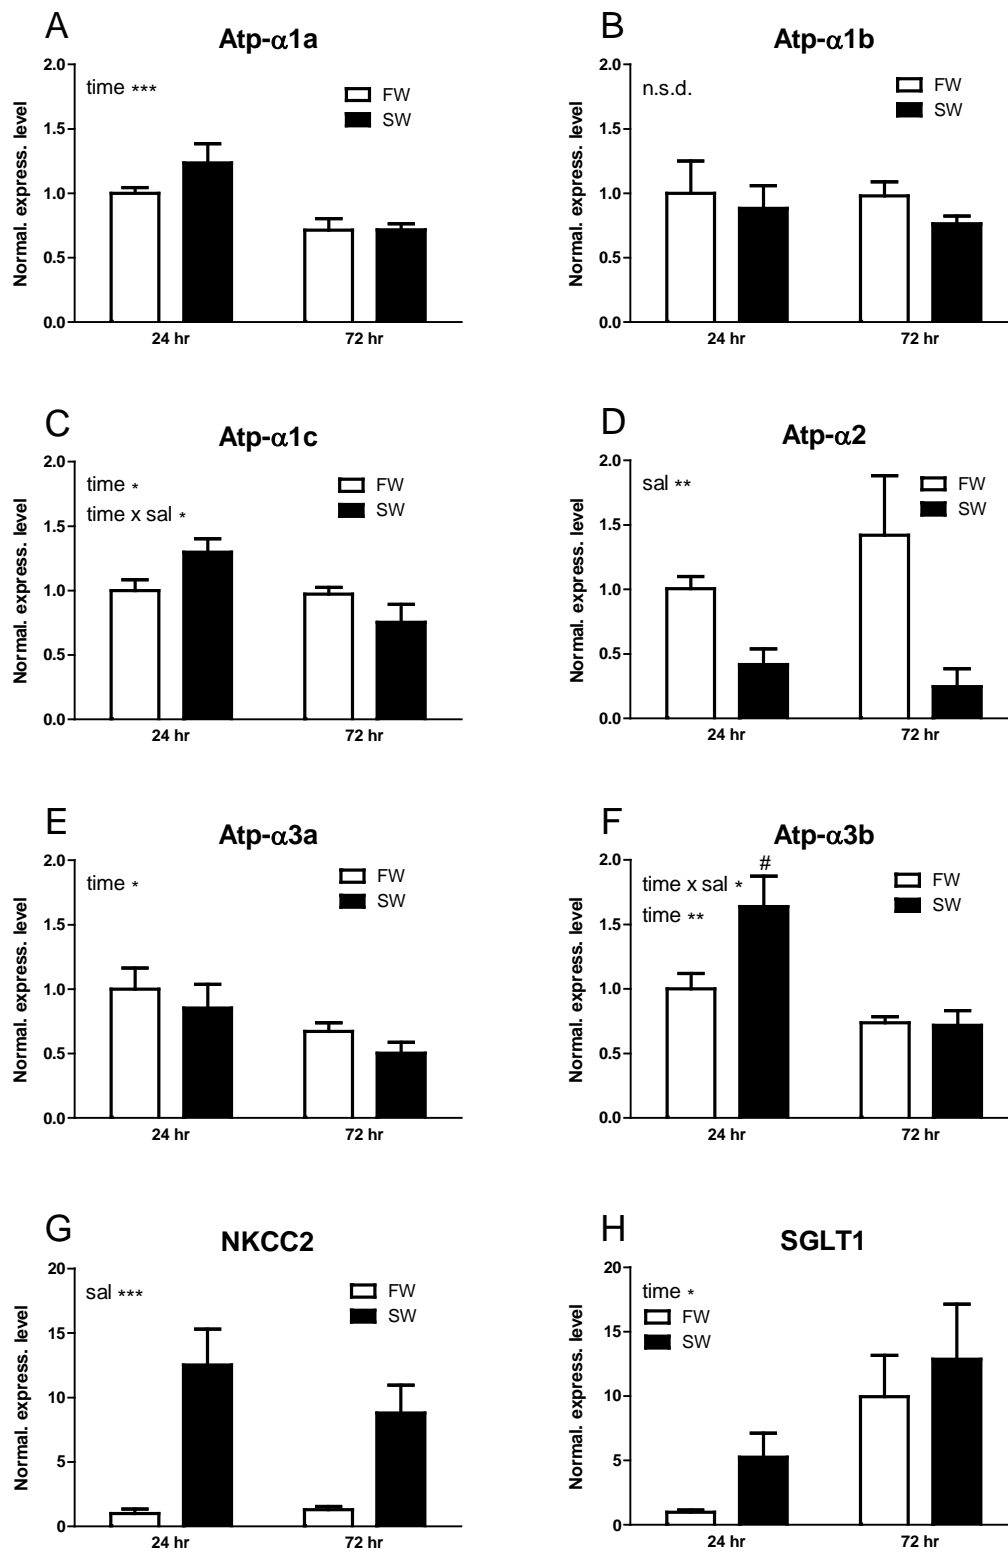 A
Atp-α1a
2.0
1.5
1.0
0.5
0.0
Normal. express. level
time ***
FW
SW
24 hr
72 hr
B
Atp-α1b
2.0
1.5
1.0
0.5
0.0
Normal. express. level
n.s.d.
FW
SW
24 hr
72 hr
C
Atp-α1c
2.0
1.5
1.0
0.5
0.0
Normal. express. level
time *
time x sal *
FW
SW
24 hr
72 hr
D
Atp-α2
2.0
1.5
1.0
0.5
0.0
Normal. express. level
sal **
FW
SW
24 hr
72 hr
E
Atp-α3a
2.0
1.5
1.0
0.5
0.0
Normal. express. level
time *
FW
SW
24 hr
72 hr
F
Atp-α3b
2.0
1.5
1.0
0.5
0.0
Normal. express. level
time x sal *
time **
#
FW
SW
24 hr
72 hr
G
NKCC2
20
15
10
5
0
Normal. express. level
sal ***
FW
SW
24 hr
72 hr
H
SGLT1
20
15
10
5
0
Normal. express. level
time *
FW
SW
24 hr
72 hr